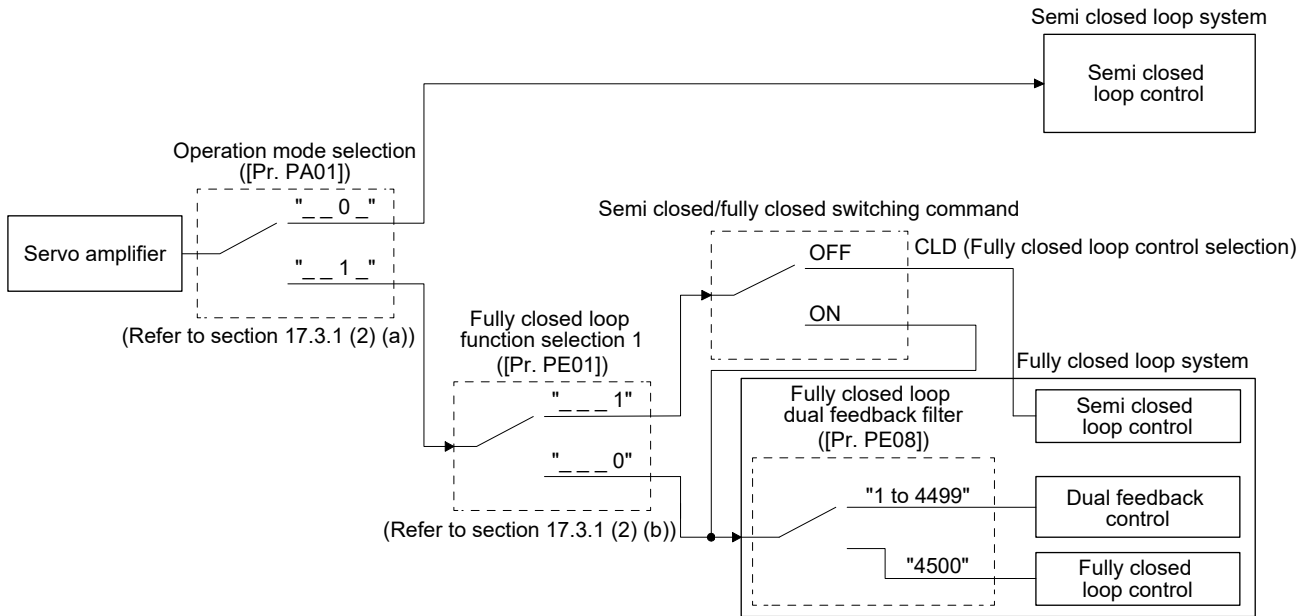 Semi closed loop system
Semi closed
loop control
Operation mode selection
([Pr. PA01])
"_ _ 0 _"
Servo amplifier
"_ _ 1 _"
(Refer to section 17.3.1 (2) (a))
Semi closed/fully closed switching command
OFF
CLD (Fully closed loop control selection)
ON
Fully closed loop
function selection 1
([Pr. PE01])
"_ _ _ 1"
"_ _ _ 0"
(Refer to section 17.3.1 (2) (b))
Fully closed loop system
Fully closed loop
dual feedback filter
([Pr. PE08])
Semi closed
loop control
"1 to 4499"
Dual feedback
control
"4500"
Fully closed
loop control